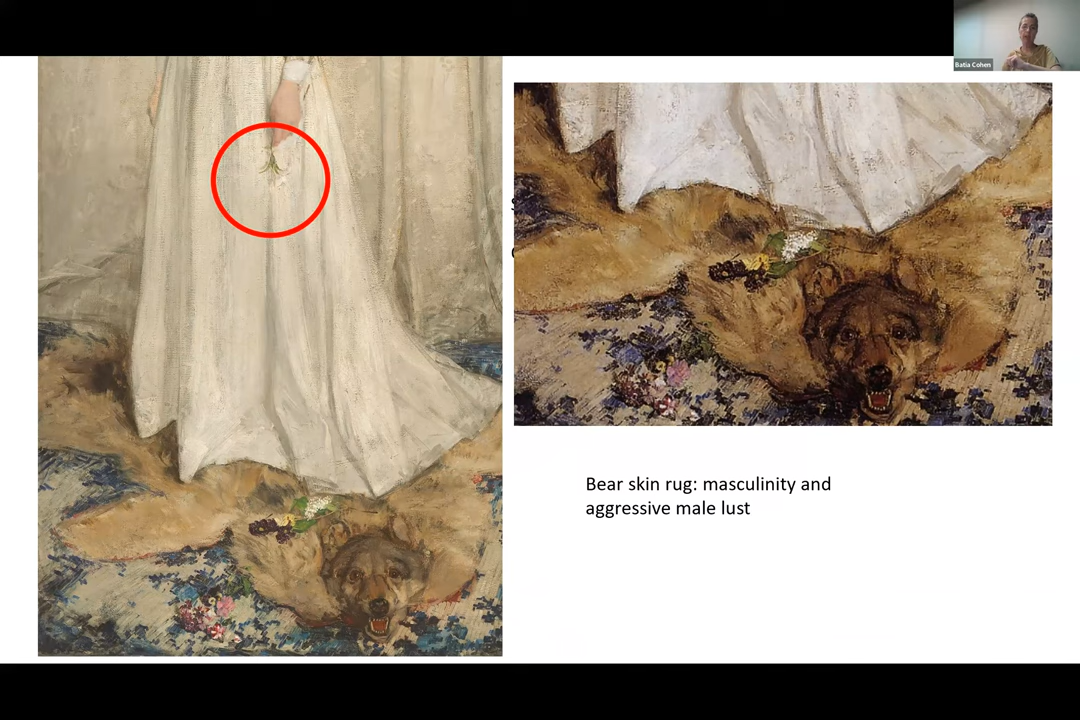 Batia Cohen
Bear skin rug: masculinity and
aggressive male lust